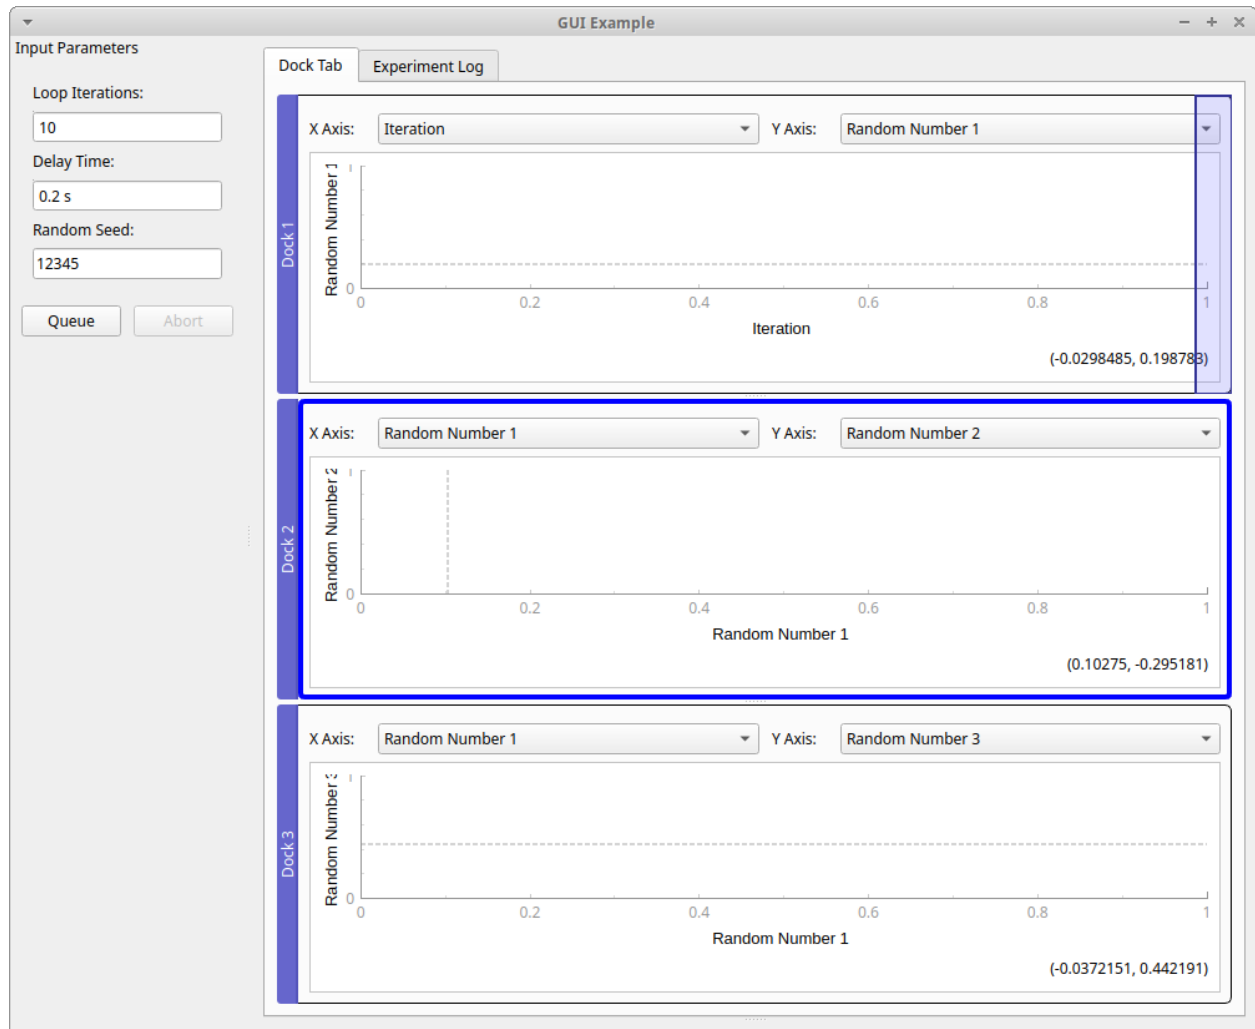 GUI Example
Input Parameters
Loop Iterations:
10
Delay Time:
0.2 s
Random Seed:
12345
Queue Abort
Dock Tab Experiment Log
Dock 1
X Axis: Iteration Y Axis: Random Number 1
Random Number 1
1
0
0 0.2 0.4 0.6 0.8 1
Iteration
(-0.0298485, 0.198783)
Dock 2
X Axis: Random Number 1 Y Axis: Random Number 2
Random Number 2
1
0
0 0.2 0.4 0.6 0.8 1
Random Number 1
(0.10275, -0.295181)
Dock 3
X Axis: Random Number 1 Y Axis: Random Number 3
Random Number 3
1
0
0 0.2 0.4 0.6 0.8 1
Random Number 1
(-0.0372151, 0.442191)